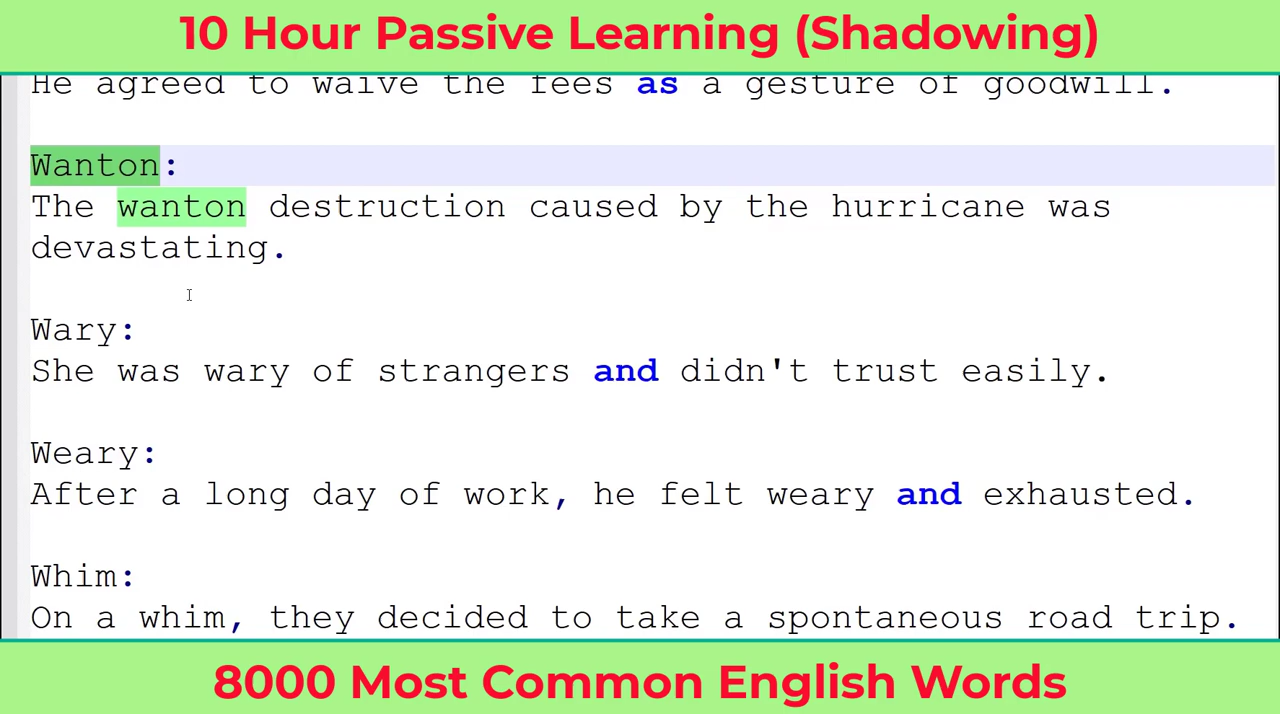 10 Hour Passive Learning (Shadowing)
He agreed to waive the fees as a gesture of goodwill.
Wanton:
The wanton destruction caused by the hurricane was
devastating.
Wary:
She was wary of strangers and didn't trust easily.
Weary:
After a long day of work, he felt weary and exhausted.
Whim:
On a whim, they decided to take a spontaneous road trip.
8000 Most Common English Words